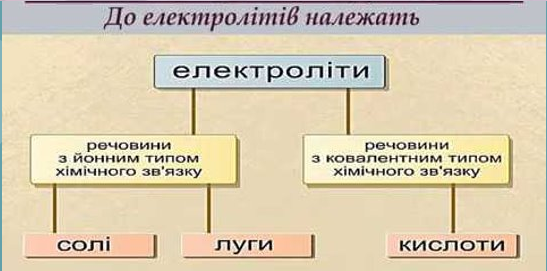 До електролітів належать
електроліти
речовини
з йонним типом
хімічного зв'язку
речовини
з ковалентним типом
хімічного зв'язку
солі
луги
кислоти